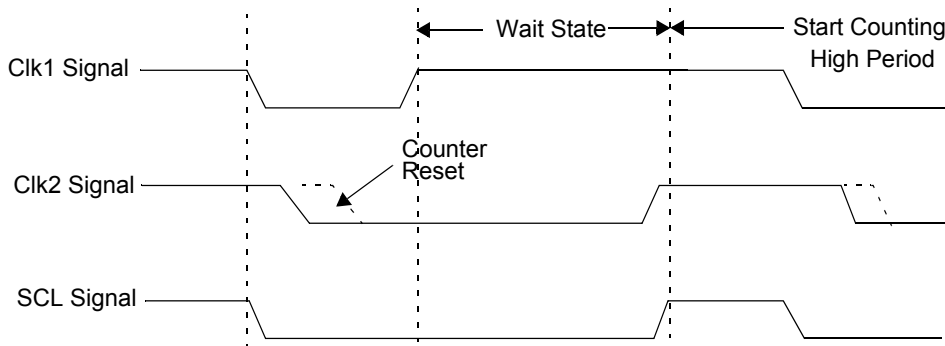 Wait State
Start Counting
High Period
Clk1 Signal
Counter
Reset
Clk2 Signal
SCL Signal